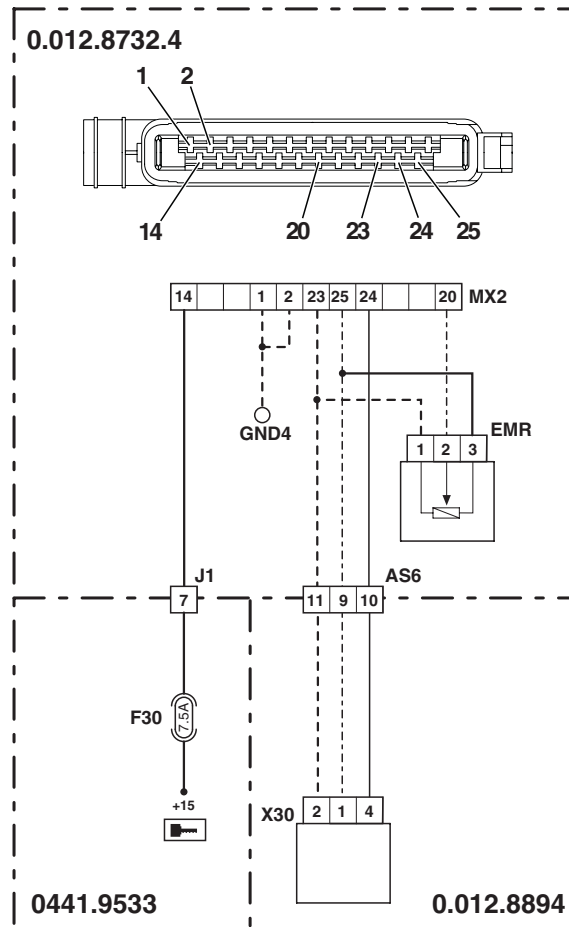 0.012.8732.4
1 2
14 20 23 24 25
14 1 2 23 25 24 20 MX2
GND4
EMR
1 2 3
J1 AS6
7 11 9 10
F30 7.5A
+15
X30 2 1 4
0441.9533 0.012.8894